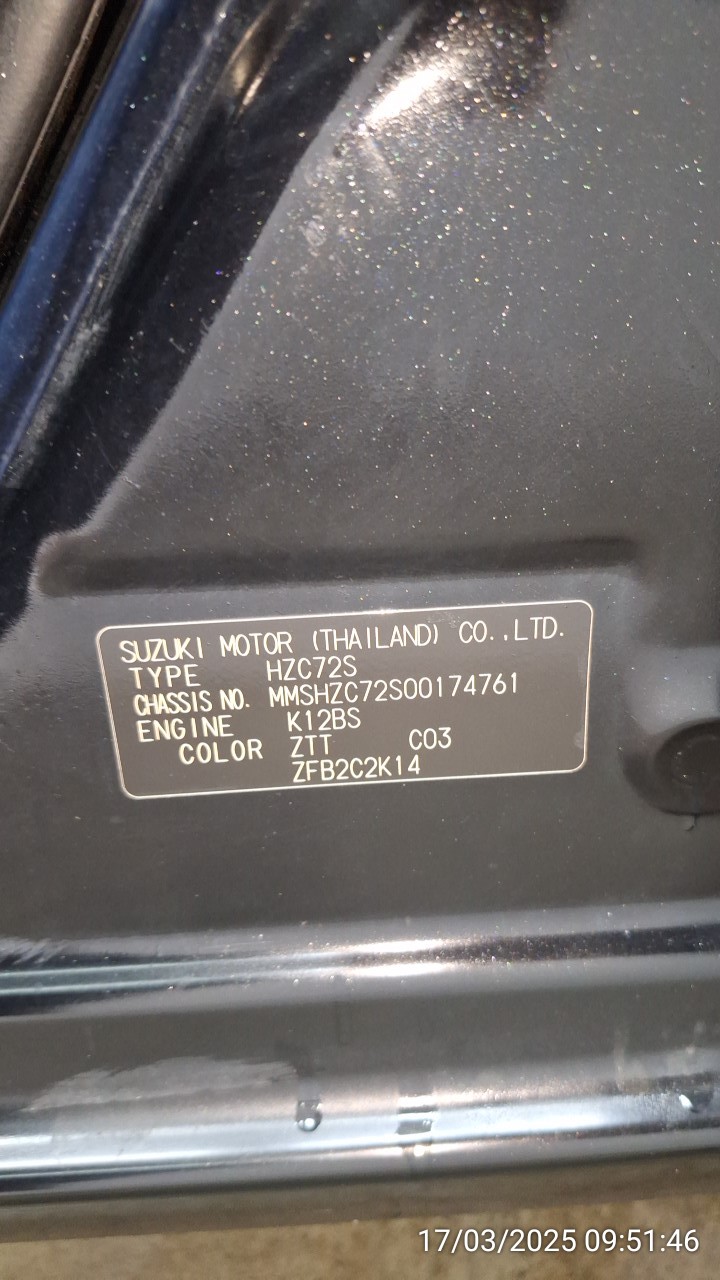 SUZUKI MOTOR (THAILAND) CO.,LTD.
TYPE HZC72S
CHASSIS NO. MMSHZC72S00174761
ENGINE K12BS
COLOR ZTT C03
ZFB2C2K14
17/03/2025 09:51:46